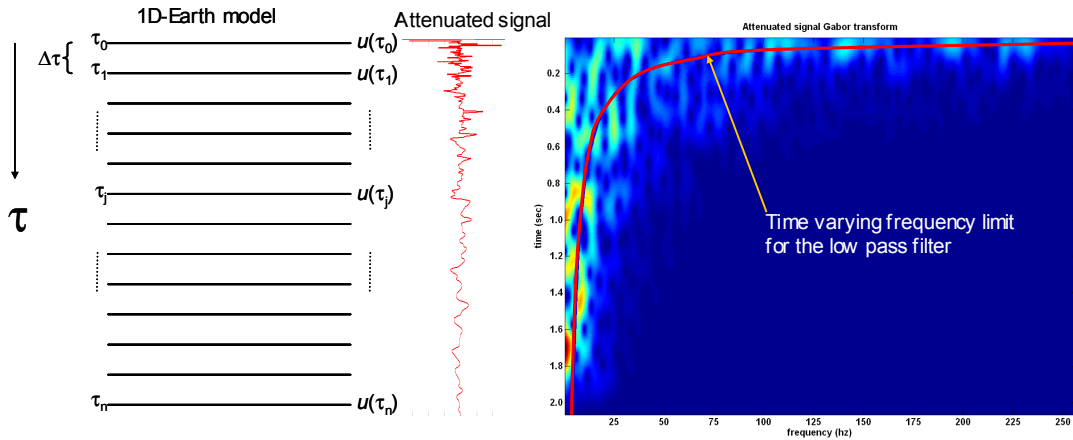 1D-Earth model
τ0
u(τ0)
Δτ {
τ1
u(τ1)
τj
u(τj)
τ
τn
u(τn)
Attenuated signal
Attenuated signal Gabor transform
time (sec)
0.2
0.4
0.6
0.8
1.0
1.2
1.4
1.6
1.8
2.0
Time varying frequency limit
for the low pass filter
25 50 75 100 125 150 175 200 225 250
frequency (hz)